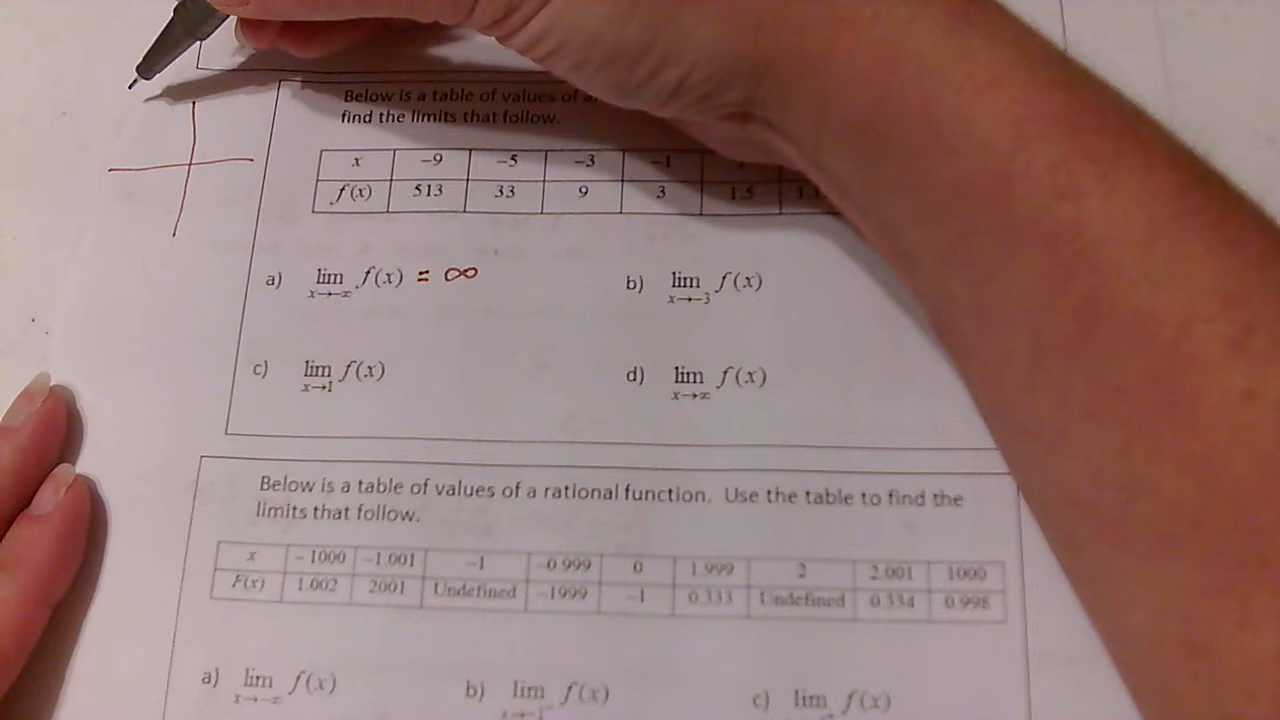 Below is a table of values of
find the limits that follow.
x −9 −5 −3 −1
f(x) 513 33 9 3 1.5
a) lim x→−∞ f(x) = ∞
b) lim x→−3 f(x)
c) lim x→1 f(x)
d) lim x→∞ f(x)
Below is a table of values of a rational function. Use the table to find the
limits that follow.
x −1000 −1.001 −1 −0.999 0 1.999 2 2.001 1000
F(x) 1.002 2001 Undefined −1999 −1 0.333 Undefined 0.334 0.998
a) lim x→−∞ f(x)
b) lim x→−1⁻ f(x)
c) lim f(x)